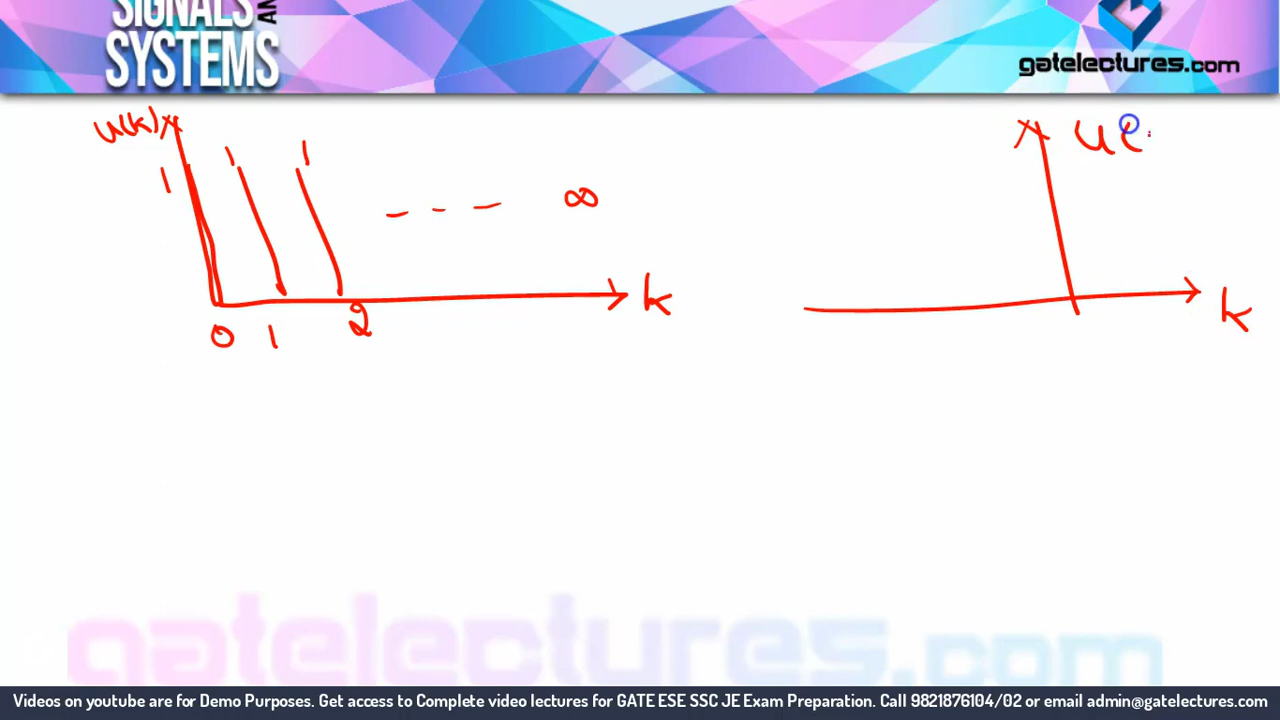 SIGNALS AND
SYSTEMS
gatelectures.com
u(k)
1 1 1
- - - ∞
k
0 1 2
u(
k
gatelectures.com
Videos on youtube are for Demo Purposes. Get access to Complete video lectures for GATE ESE SSC JE Exam Preparation. Call 9821876104/02 or email admin@gatelectures.com